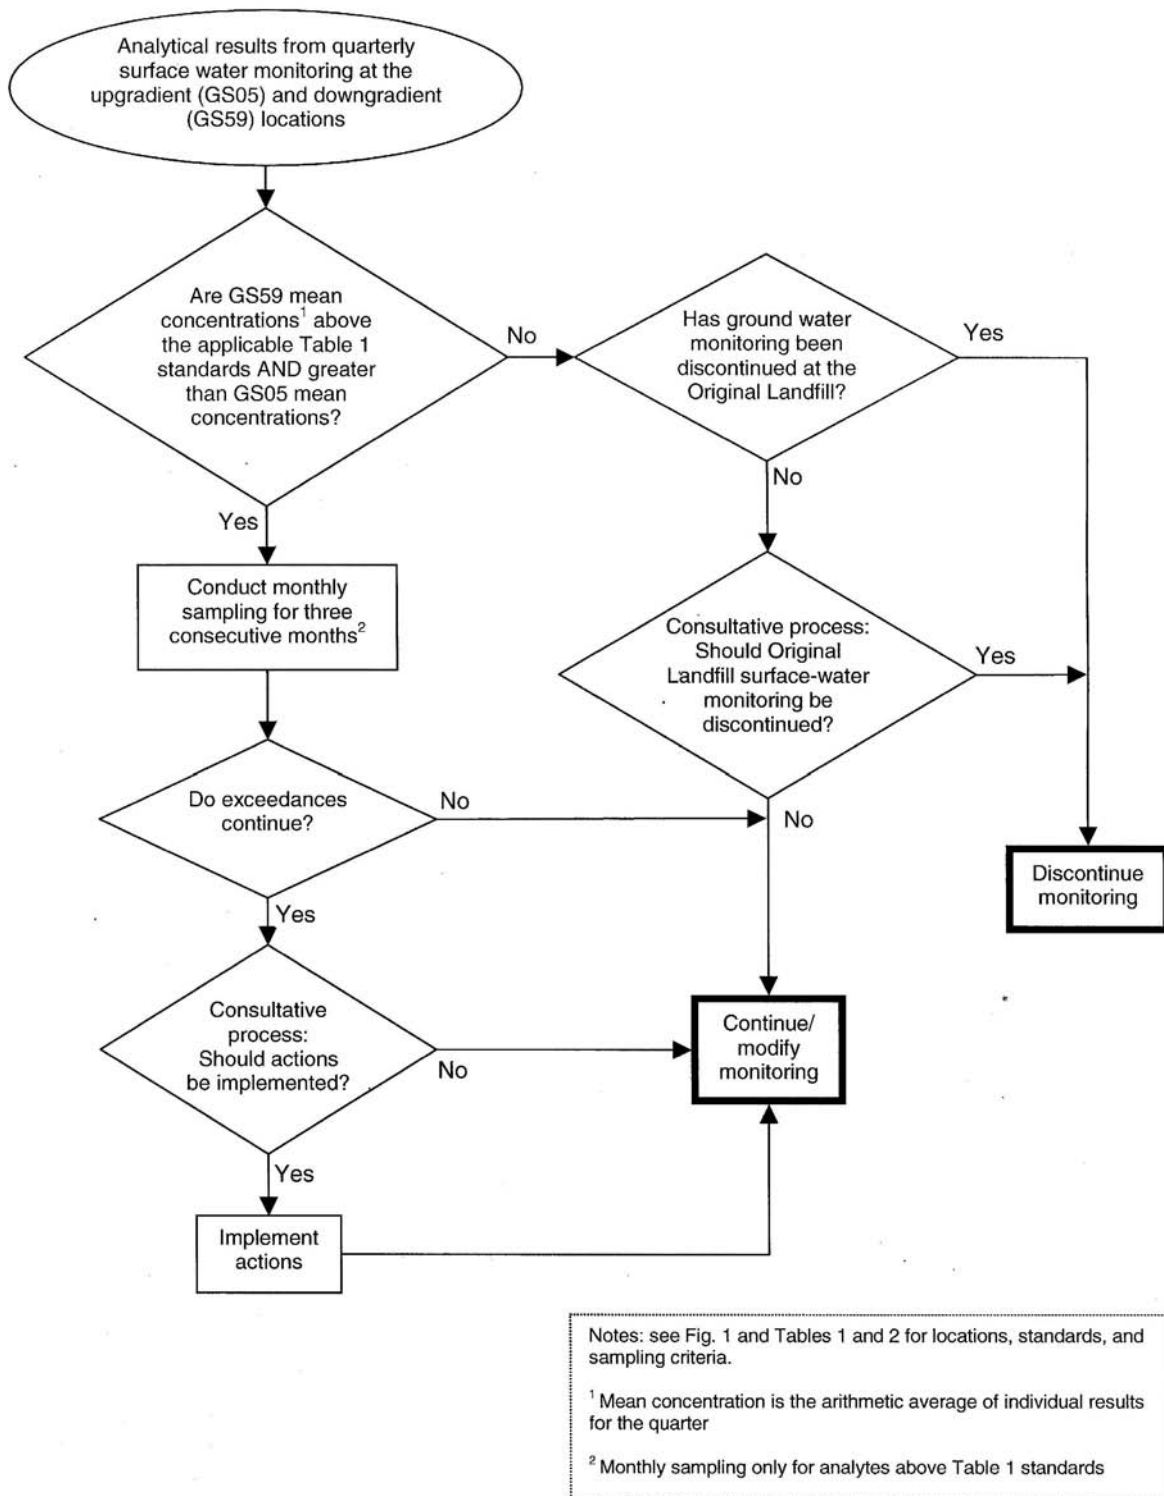 Analytical results from quarterly
surface water monitoring at the
upgradient (GS05) and downgradient
(GS59) locations
Are GS59 mean
concentrations¹ above
the applicable Table 1
standards AND greater
than GS05 mean
concentrations?
No
Has ground water
monitoring been
discontinued at the
Original Landfill?
Yes
No
Yes
Conduct monthly
sampling for three
consecutive months²
Consultative process:
Should Original
Landfill surface-water
monitoring be
discontinued?
Yes
Do exceedances
continue?
No
No
Discontinue
monitoring
Yes
Consultative
process:
Should actions
be implemented?
No
Continue/
modify
monitoring
Yes
Implement
actions
Notes: see Fig. 1 and Tables 1 and 2 for locations, standards, and
sampling criteria.
¹ Mean concentration is the arithmetic average of individual results
for the quarter
² Monthly sampling only for analytes above Table 1 standards